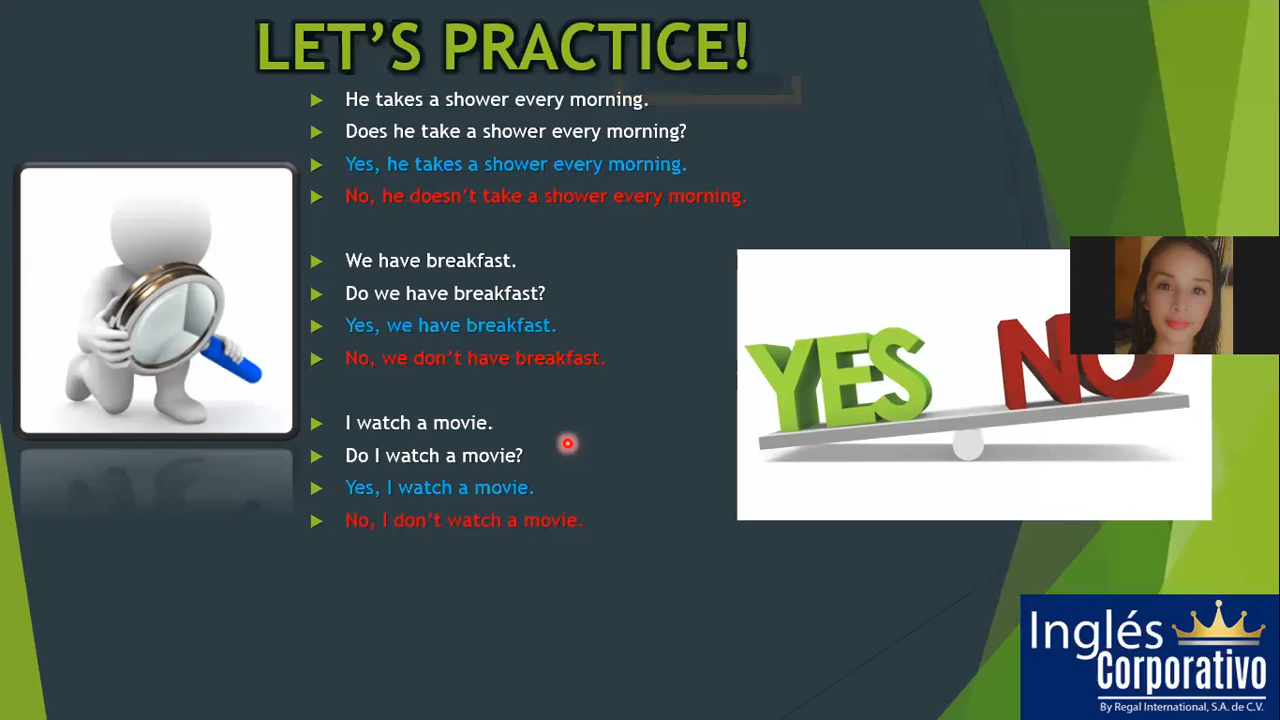 LET'S PRACTICE!
He takes a shower every morning.
Does he take a shower every morning?
Yes, he takes a shower every morning.
No, he doesn't take a shower every morning.
We have breakfast.
Do we have breakfast?
Yes, we have breakfast.
No, we don't have breakfast.
I watch a movie.
Do I watch a movie?
Yes, I watch a movie.
No, I don't watch a movie.
YES NO
Inglés
Corporativo
By Regal International, S.A. de C.V.